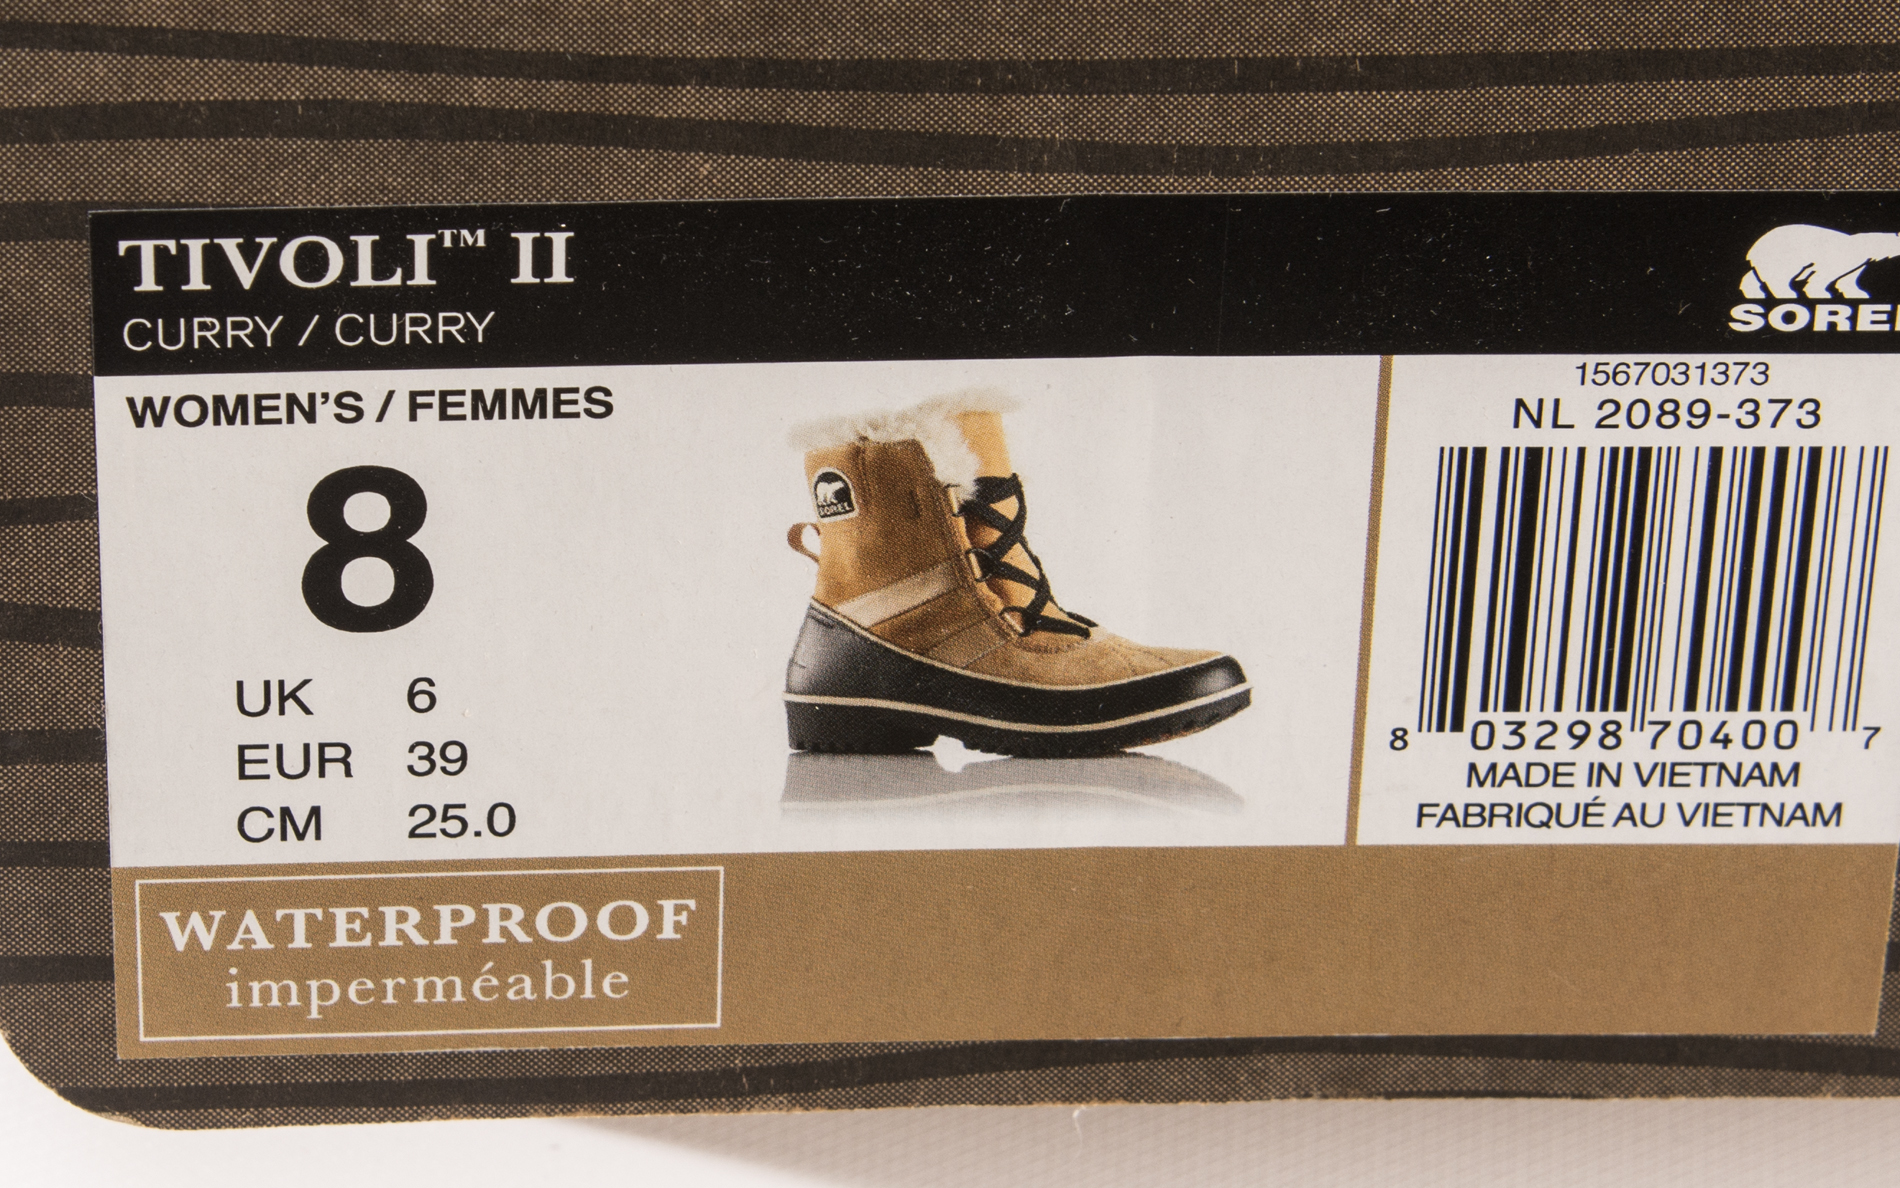 TIVOLI™ II
CURRY / CURRY
SOREL
WOMEN'S / FEMMES
8
UK 6
EUR 39
CM 25.0
SOREL
1567031373
NL 2089-373
8 03298 70400 7
MADE IN VIETNAM
FABRIQUÉ AU VIETNAM
WATERPROOF
imperméable